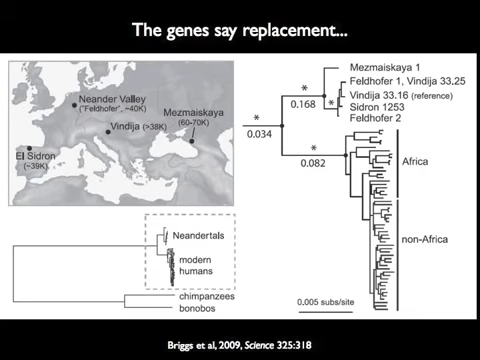 The genes say replacement...
Neander Valley
("Feldhofer", ~40K)
Mezmaiskaya
(60-70K)
Vindija (>38K)
El Sidron
(~39K)
Neandertals
modern
humans
chimpanzees
bonobos
*
0.034
*
0.168
*
*
0.082
Mezmaiskaya 1
Feldhofer 1, Vindija 33.25
Vindija 33.16 (reference)
Sidron 1253
Feldhofer 2
Africa
non-Africa
0.005 subs/site
Briggs et al, 2009, Science 325:318